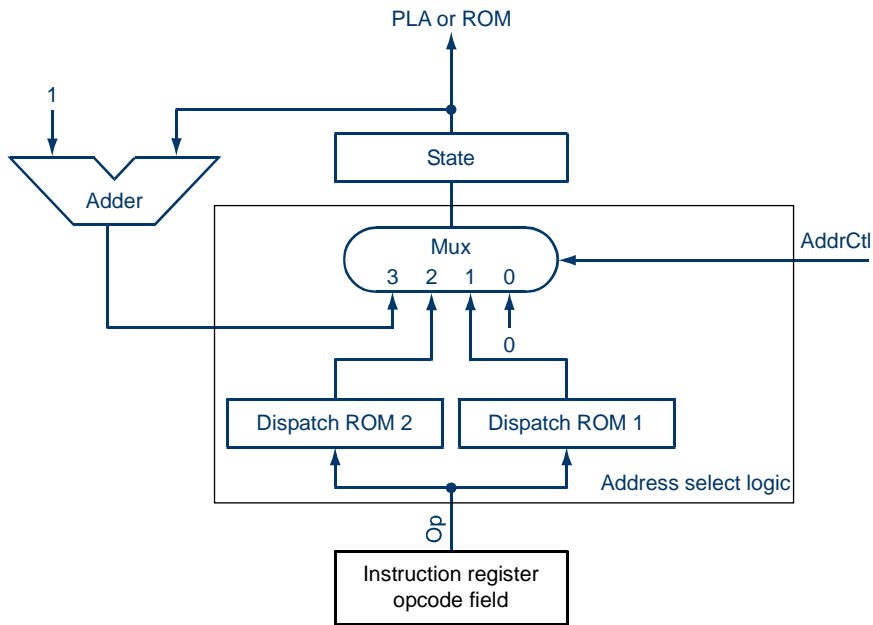 PLA or ROM
1
State
Adder
Mux
AddrCtl
3 2 1 0
0
Dispatch ROM 2
Dispatch ROM 1
Address select logic
Op
Instruction register
opcode field